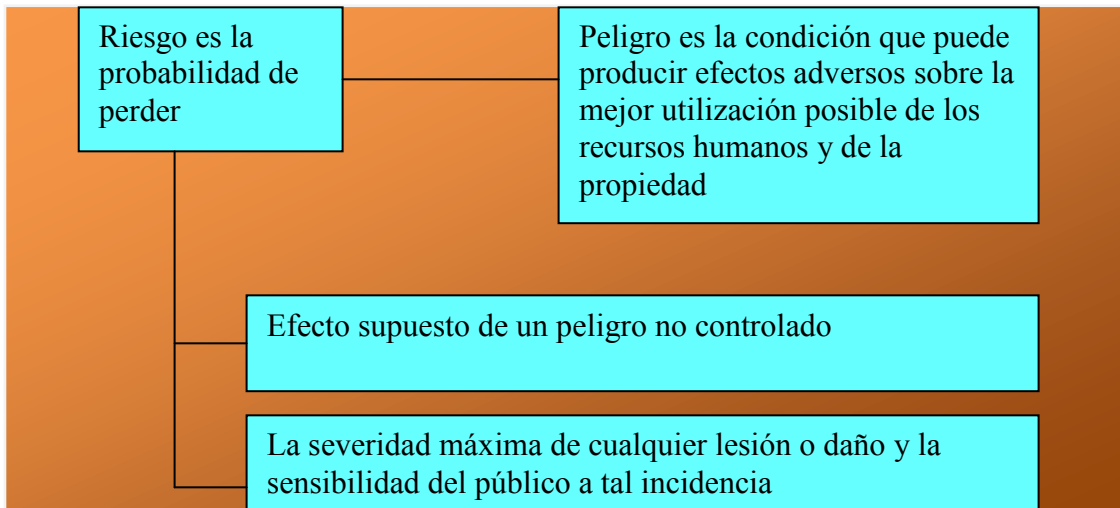 Riesgo es la
probabilidad de
perder
Peligro es la condición que puede
producir efectos adversos sobre la
mejor utilización posible de los
recursos humanos y de la
propiedad
Efecto supuesto de un peligro no controlado
La severidad máxima de cualquier lesión o daño y la
sensibilidad del público a tal incidencia